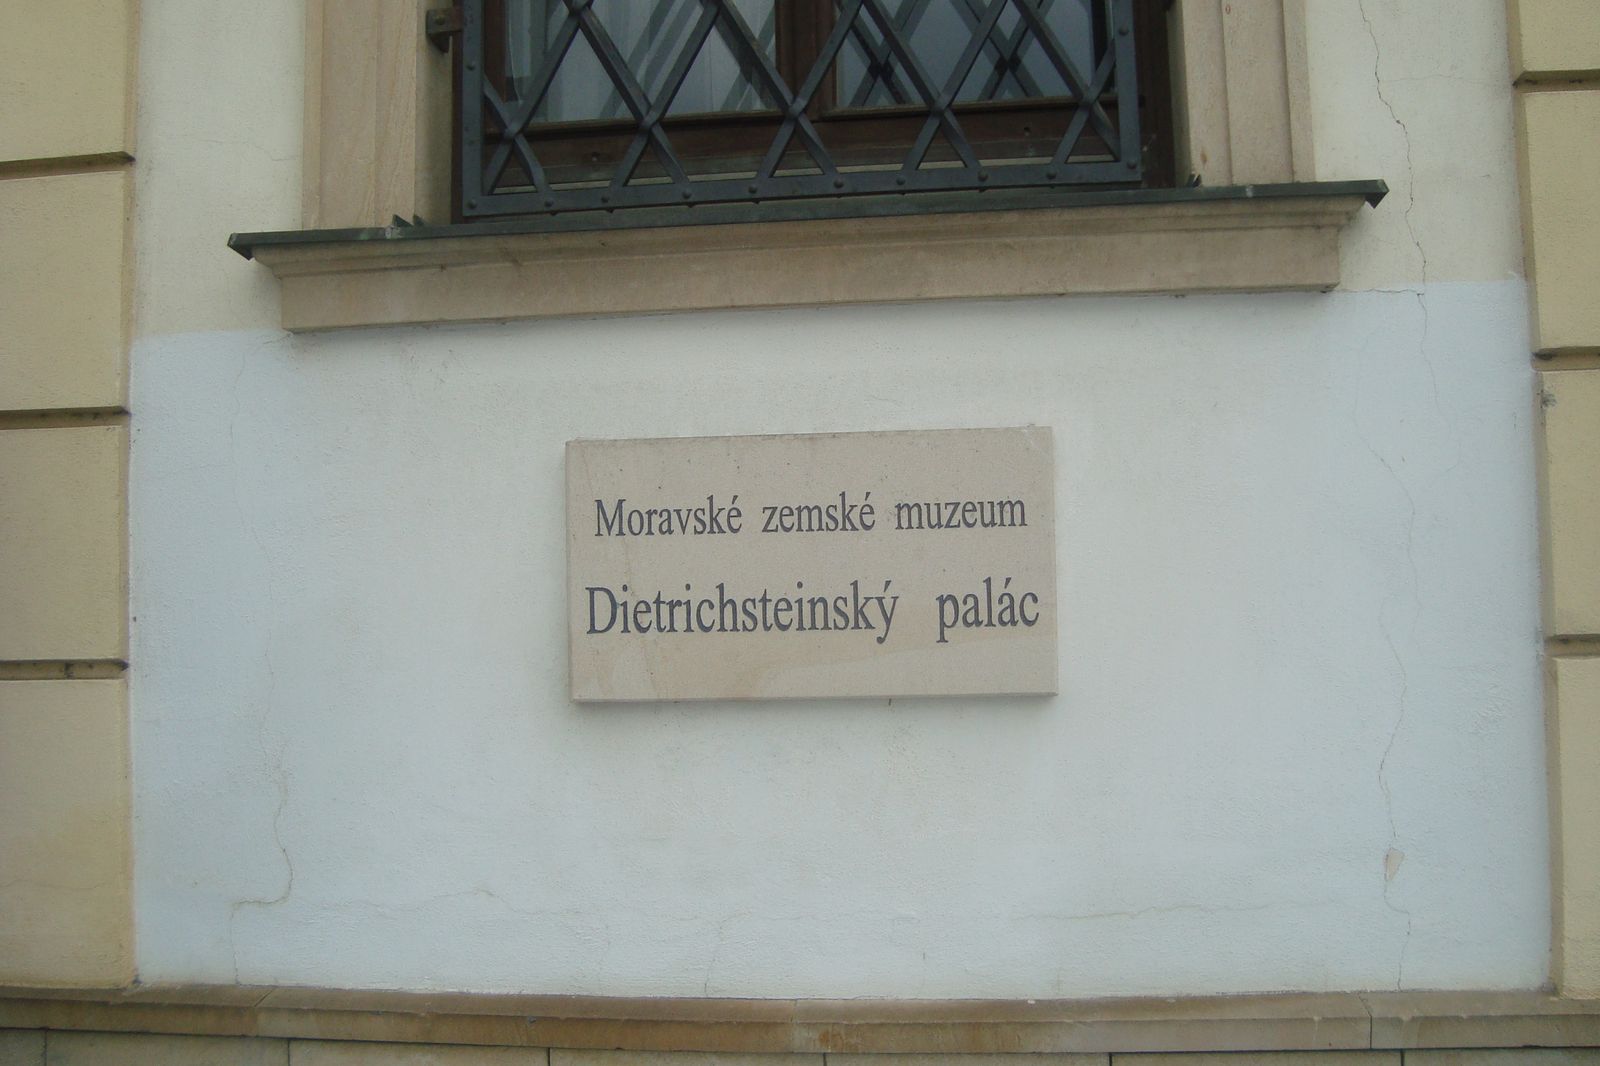 Moravské zemské muzeum
Dietrichsteinský palác